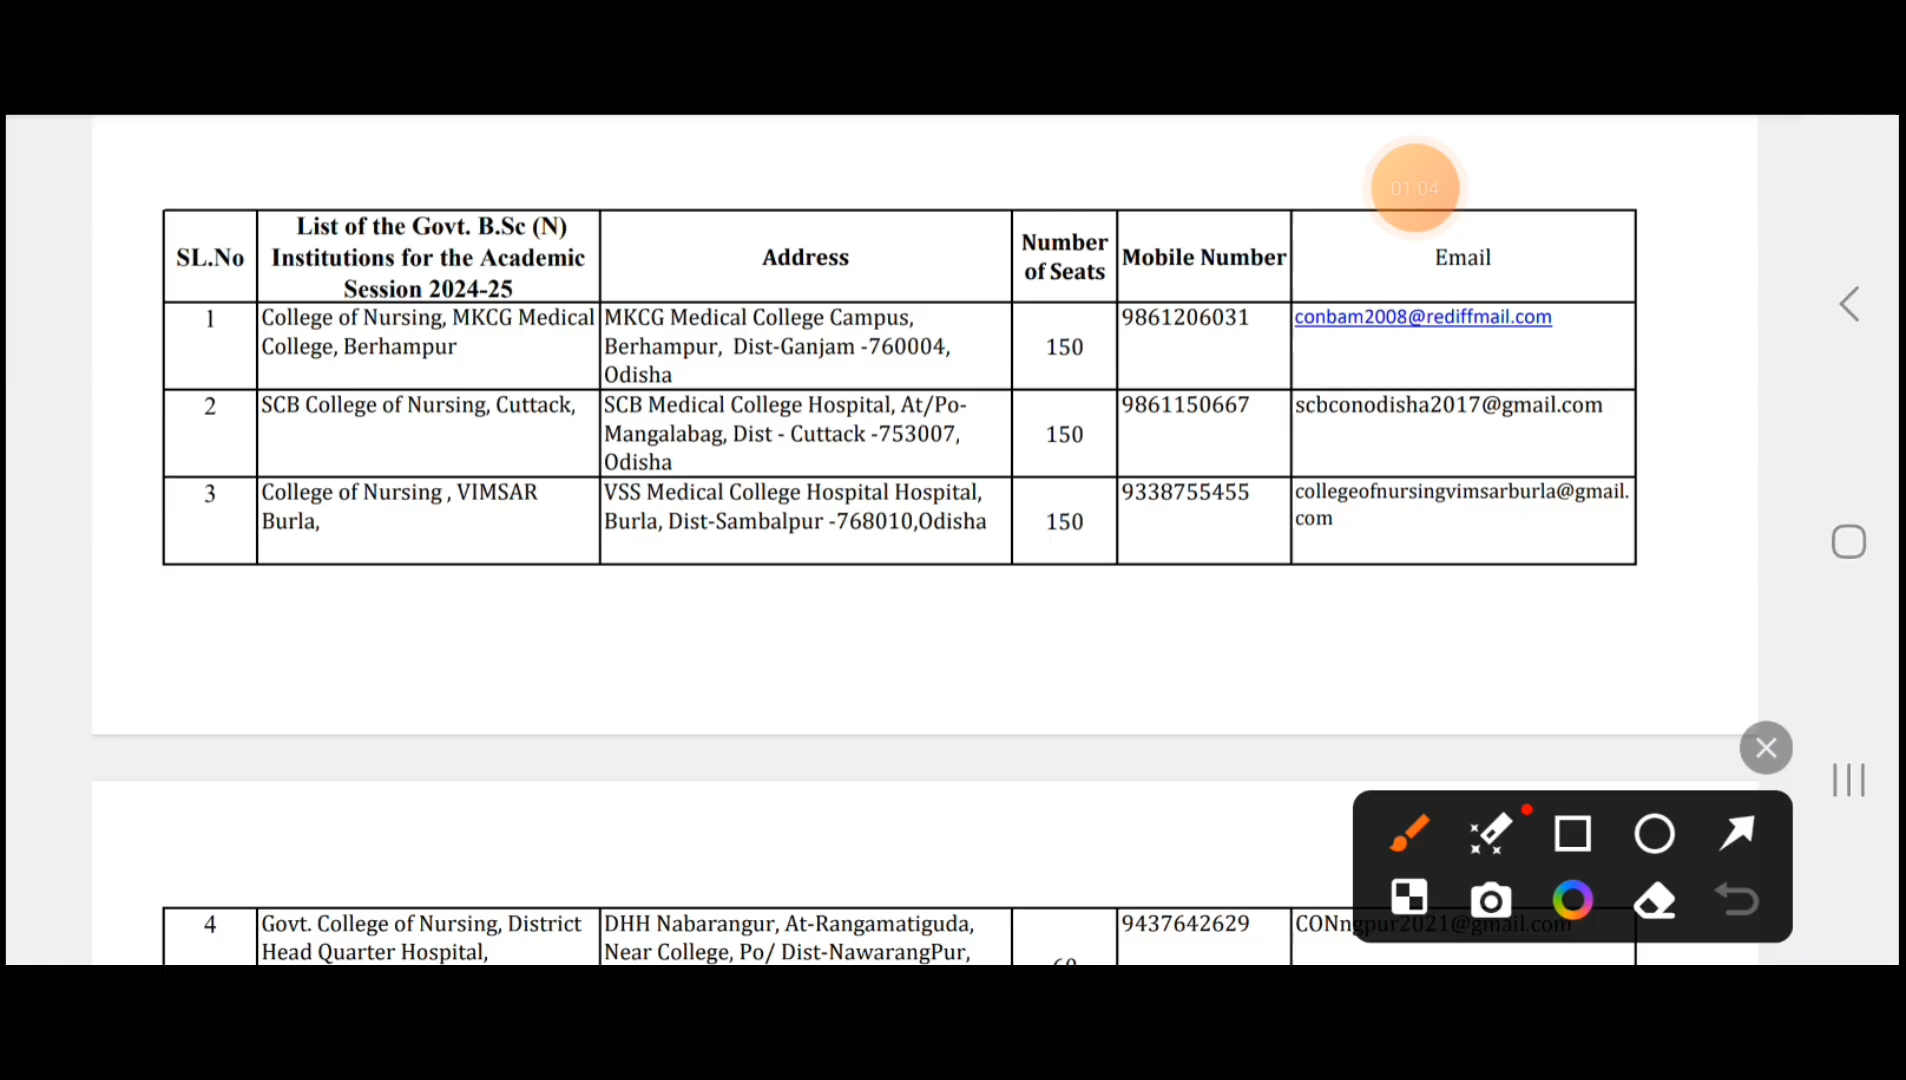 01:04
SL.No
List of the Govt. B.Sc (N)
Institutions for the Academic
Session 2024-25
Address
Number
of Seats
Mobile Number
Email
1
College of Nursing, MKCG Medical
College, Berhampur
MKCG Medical College Campus,
Berhampur, Dist-Ganjam -760004,
Odisha
150
9861206031
conbam2008@rediffmail.com
2
SCB College of Nursing, Cuttack,
SCB Medical College Hospital, At/Po-
Mangalabag, Dist - Cuttack -753007,
Odisha
150
9861150667
scbconodisha2017@gmail.com
3
College of Nursing , VIMSAR
Burla,
VSS Medical College Hospital Hospital,
Burla, Dist-Sambalpur -768010,Odisha
150
9338755455
collegeofnursingvimsarburla@gmail.
com
4
Govt. College of Nursing, District
Head Quarter Hospital,
DHH Nabarangur, At-Rangamatiguda,
Near College, Po/ Dist-NawarangPur,
9437642629
CONngpur2021@gmail.com